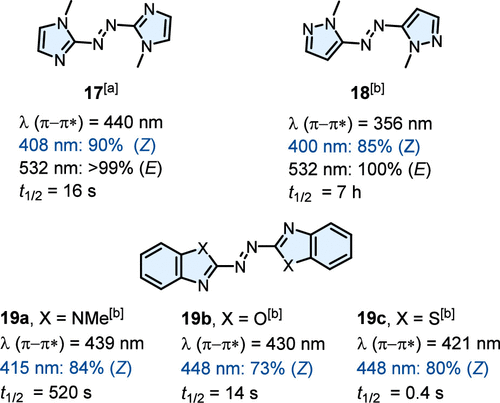 N N N N N N
17[a]
λ (π−π*) = 440 nm
408 nm: 90% (Z)
532 nm: >99% (E)
t1/2 = 16 s
N N N N N N
18[b]
λ (π−π*) = 356 nm
400 nm: 85% (Z)
532 nm: 100% (E)
t1/2 = 7 h
X N N N N X
19a, X = NMe[b]
λ (π−π*) = 439 nm
415 nm: 84% (Z)
t1/2 = 520 s
19b, X = O[b]
λ (π−π*) = 430 nm
448 nm: 73% (Z)
t1/2 = 14 s
19c, X = S[b]
λ (π−π*) = 421 nm
448 nm: 80% (Z)
t1/2 = 0.4 s